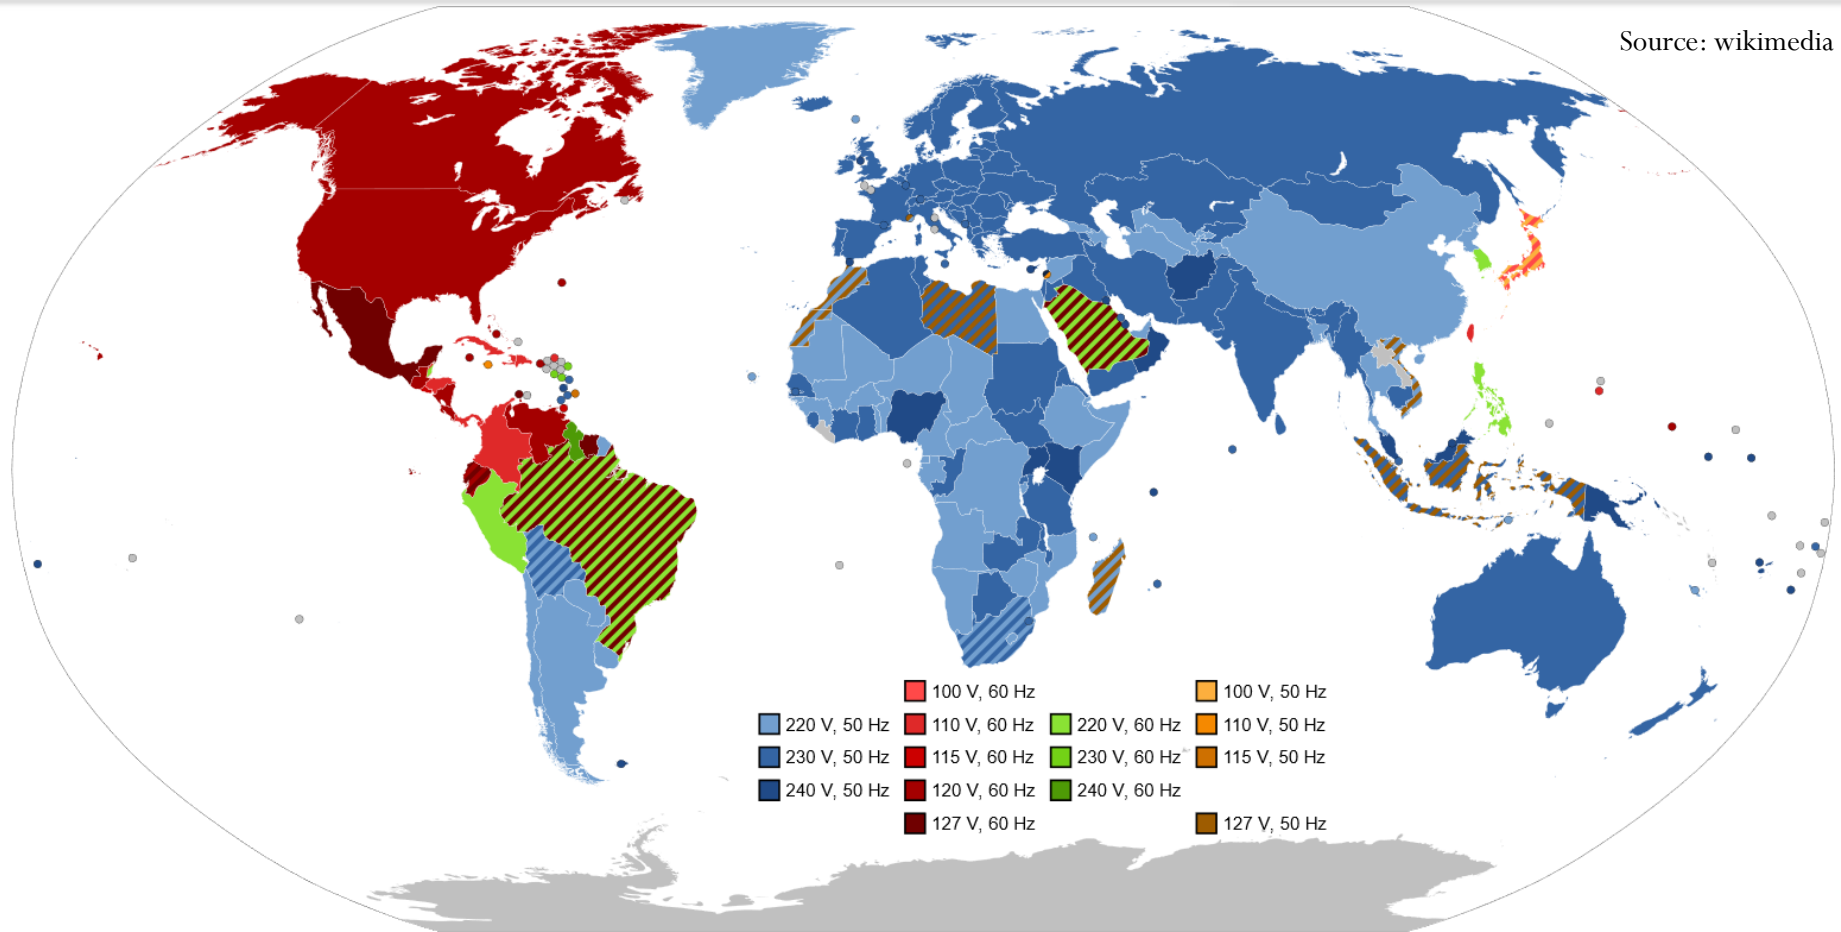 Source: wikimedia
100 V, 60 Hz
100 V, 50 Hz
220 V, 50 Hz
110 V, 60 Hz
220 V, 60 Hz
110 V, 50 Hz
230 V, 50 Hz
115 V, 60 Hz
230 V, 60 Hz
115 V, 50 Hz
240 V, 50 Hz
120 V, 60 Hz
240 V, 60 Hz
127 V, 60 Hz
127 V, 50 Hz